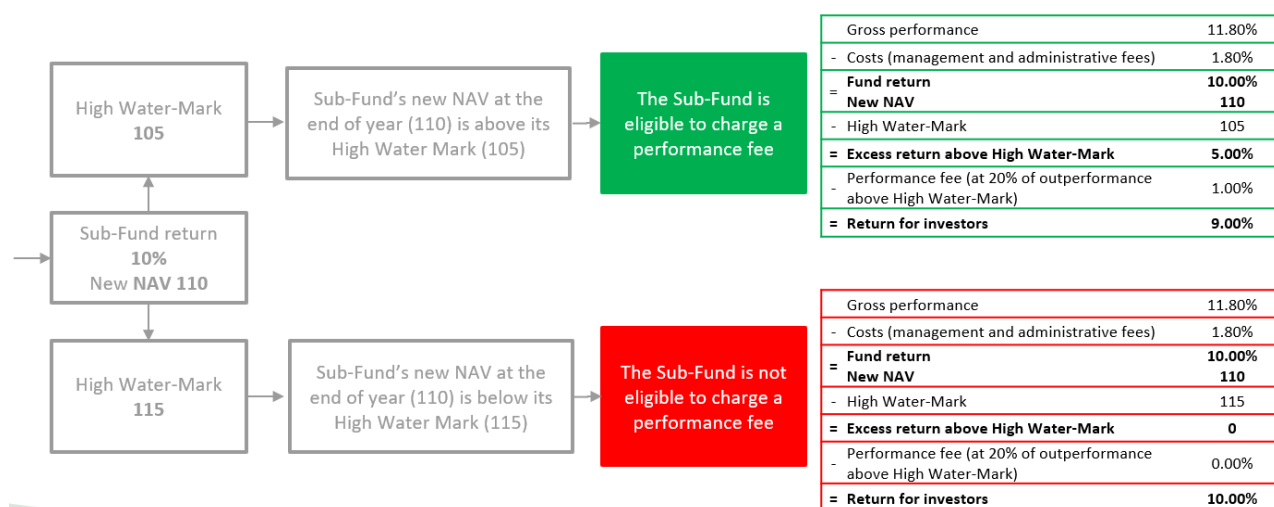 High Water-Mark
105
Sub-Fund's new NAV at the
end of year (110) is above its
High Water Mark (105)
The Sub-Fund is
eligible to charge a
performance fee
Gross performance 11.80%
- Costs (management and administrative fees) 1.80%
= Fund return 10.00%
New NAV 110
- High Water-Mark 105
= Excess return above High Water-Mark 5.00%
- Performance fee (at 20% of outperformance
above High Water-Mark) 1.00%
= Return for investors 9.00%
Sub-Fund return
10%
New NAV 110
High Water-Mark
115
Sub-Fund's new NAV at the
end of year (110) is below its
High Water Mark (115)
The Sub-Fund is not
eligible to charge a
performance fee
Gross performance 11.80%
- Costs (management and administrative fees) 1.80%
= Fund return 10.00%
New NAV 110
- High Water-Mark 115
= Excess return above High Water-Mark 0
- Performance fee (at 20% of outperformance
above High Water-Mark) 0.00%
= Return for investors 10.00%